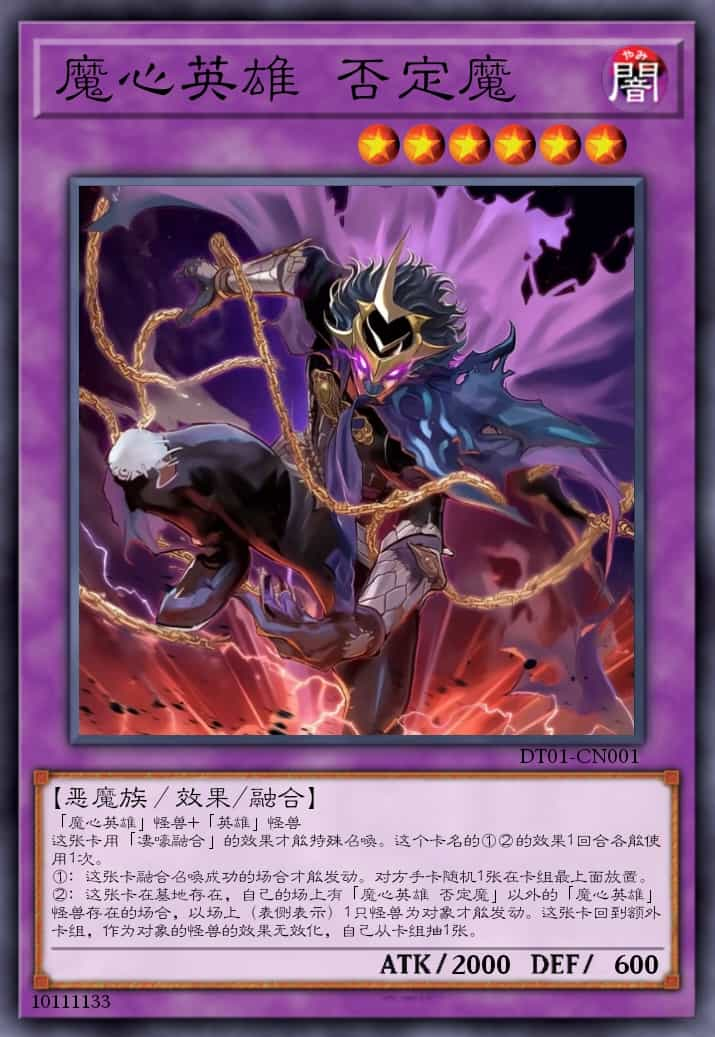 魔心英雄 否定魔
やみ
闇
DT01-CN001
【恶魔族／效果/融合】
「魔心英雄」怪兽+「英雄」怪兽
这张卡用「凄嚎融合」的效果才能特殊召唤。这个卡名的①②的效果1回合各能使
用1次。
①：这张卡融合召唤成功的场合才能发动。对方手卡随机1张在卡组最上面放置。
②：这张卡在墓地存在，自己的场上有「魔心英雄 否定魔」以外的「魔心英雄」
怪兽存在的场合，以场上（表侧表示）1只怪兽为对象才能发动。这张卡回到额外
卡组，作为对象的怪兽的效果无效化，自己从卡组抽1张。
ATK/2000 DEF/ 600
10111133